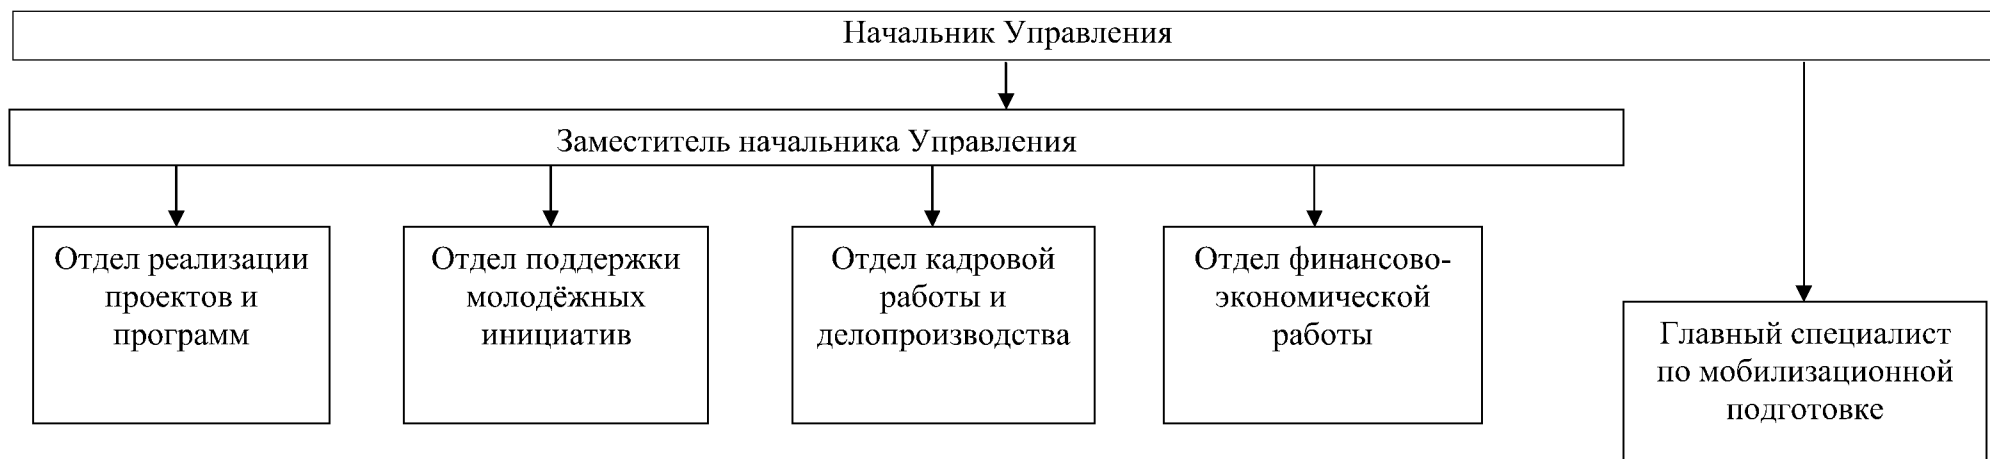 Начальник Управления
Заместитель начальника Управления
Отдел реализации
проектов и
программ
Отдел поддержки
молодёжных
инициатив
Отдел кадровой
работы и
делопроизводства
Отдел финансово-
экономической
работы
Главный специалист
по мобилизационной
подготовке